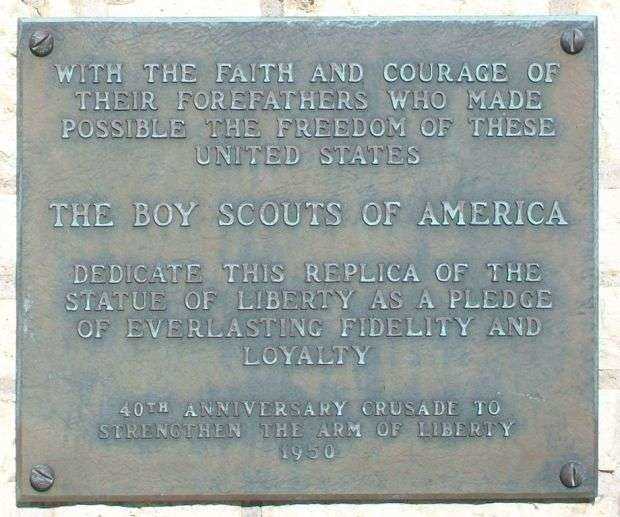 WITH THE FAITH AND COURAGE OF
THEIR FOREFATHERS WHO MADE
POSSIBLE THE FREEDOM OF THESE
UNITED STATES
THE BOY SCOUTS OF AMERICA
DEDICATE THIS REPLICA OF THE
STATUE OF LIBERTY AS A PLEDGE
OF EVERLASTING FIDELITY AND
LOYALTY
40TH ANNIVERSARY CRUSADE TO
STRENGTHEN THE ARM OF LIBERTY
1950